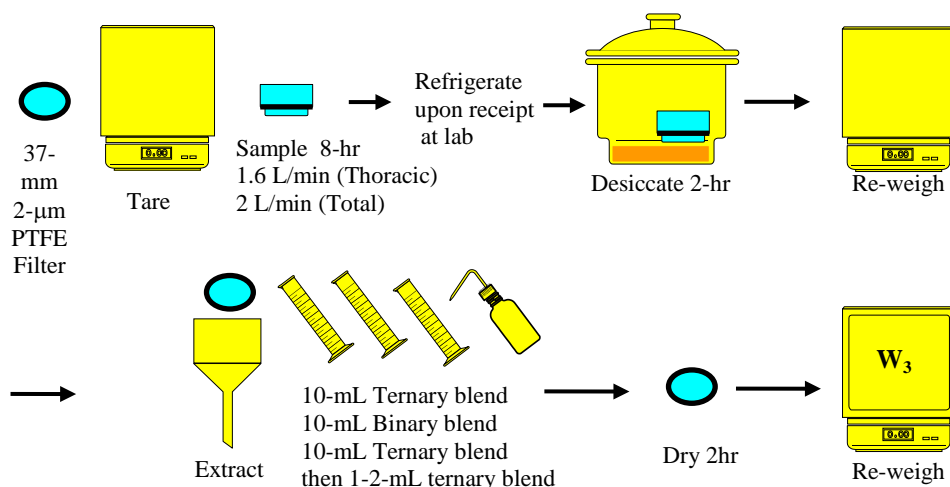 37-
mm
2-μm
PTFE
Filter
0.00
Tare
Sample 8-hr
1.6 L/min (Thoracic)
2 L/min (Total)
Refrigerate
upon receipt
at lab
Desiccate 2-hr
0.00
Re-weigh
Extract
10-mL Ternary blend
10-mL Binary blend
10-mL Ternary blend
then 1-2-mL ternary blend
Dry 2hr
W₃
0.00
Re-weigh